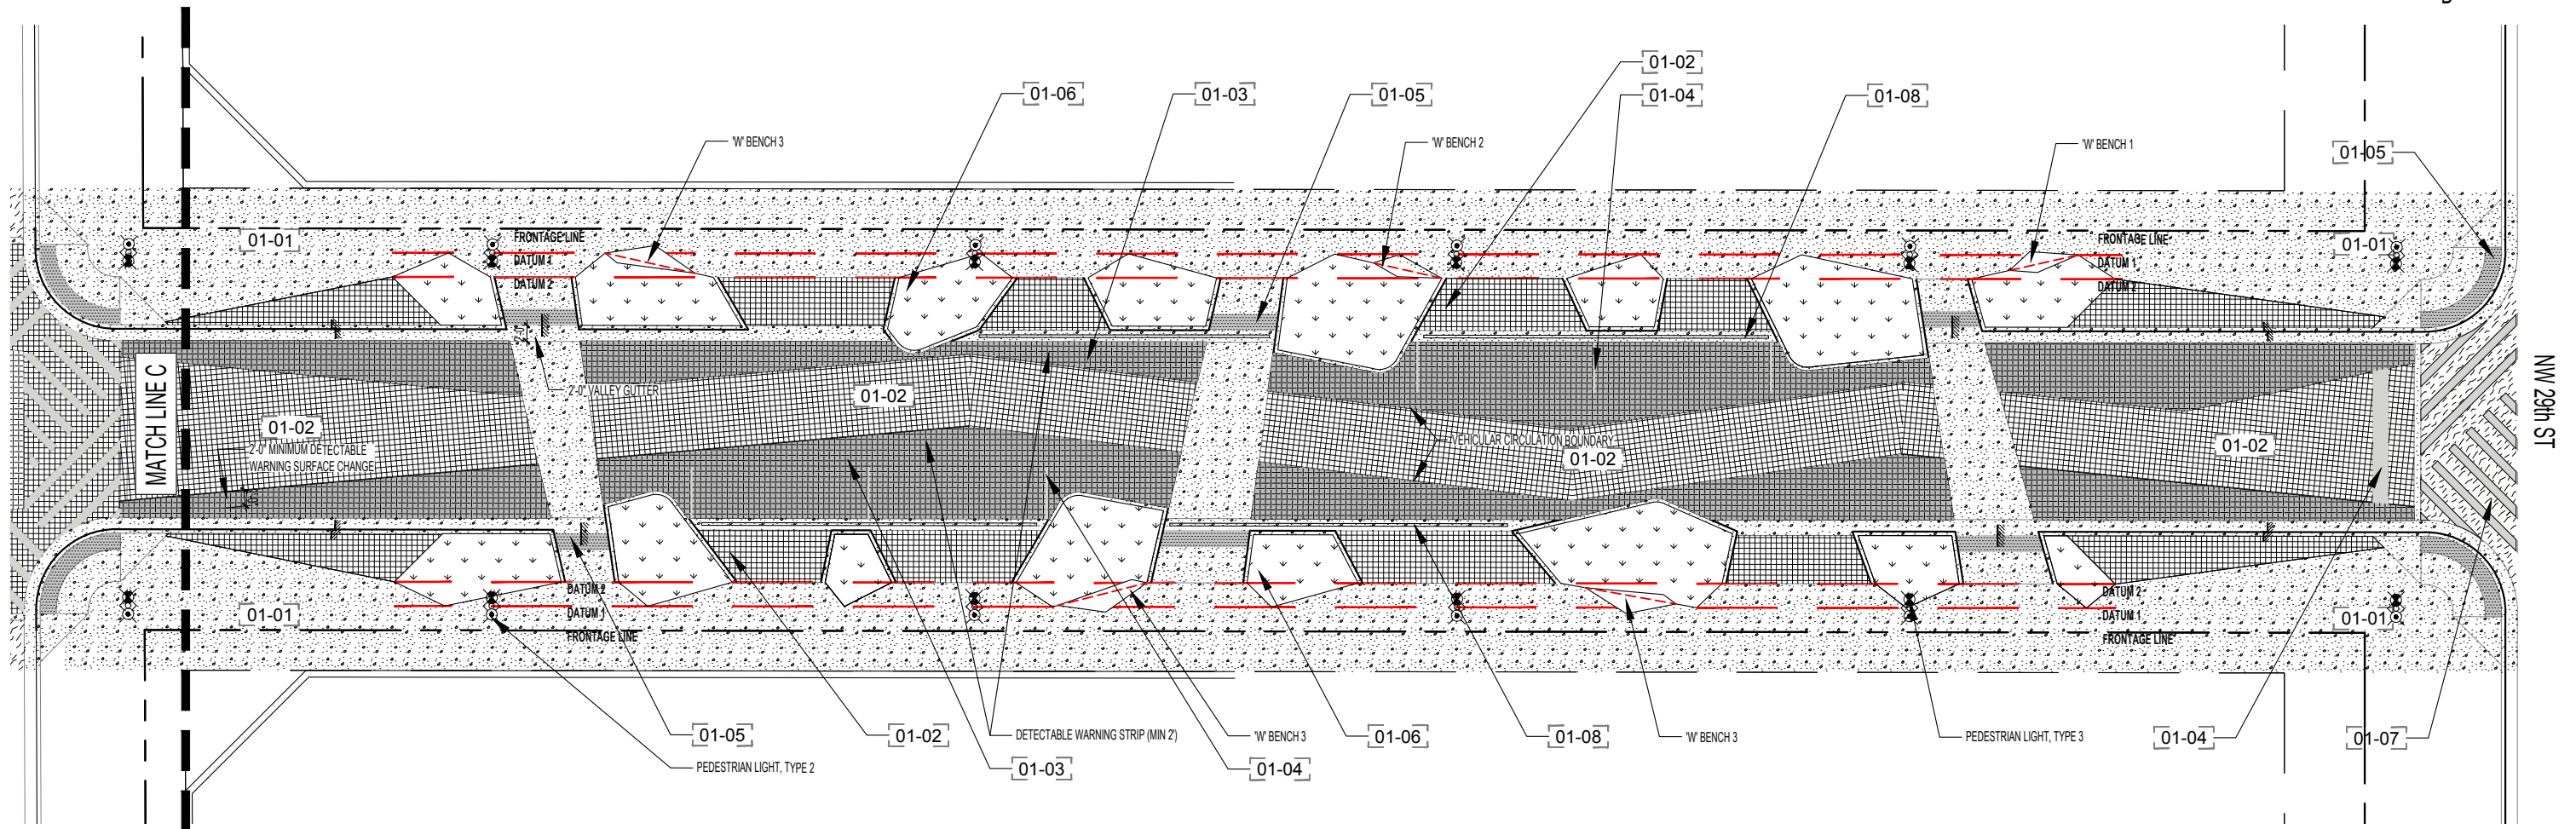 01-02
01-06
01-03
01-05
01-04
01-08
'W' BENCH 3
'W' BENCH 2
'W' BENCH 1
01-05
01-01
FRONTAGE LINE
DATUM 1
DATUM 2
FRONTAGE LINE
DATUM 1
DATUM 2
01-01
MATCH LINE C
2'-0" VALLEY GUTTER
01-02
01-02
2'-0" MINIMUM DETECTABLE
WARNING SURFACE CHANGE
VEHICULAR CIRCULATION BOUNDARY
01-02
01-02
NW 29th ST
01-01
DATUM 2
DATUM 1
FRONTAGE LINE
DATUM 2
DATUM 1
FRONTAGE LINE
01-01
01-05
01-02
DETECTABLE WARNING STRIP (MIN 2')
'W' BENCH 3
01-06
01-08
'W' BENCH 3
PEDESTRIAN LIGHT, TYPE 3
01-04
01-07
PEDESTRIAN LIGHT, TYPE 2
01-03
01-04